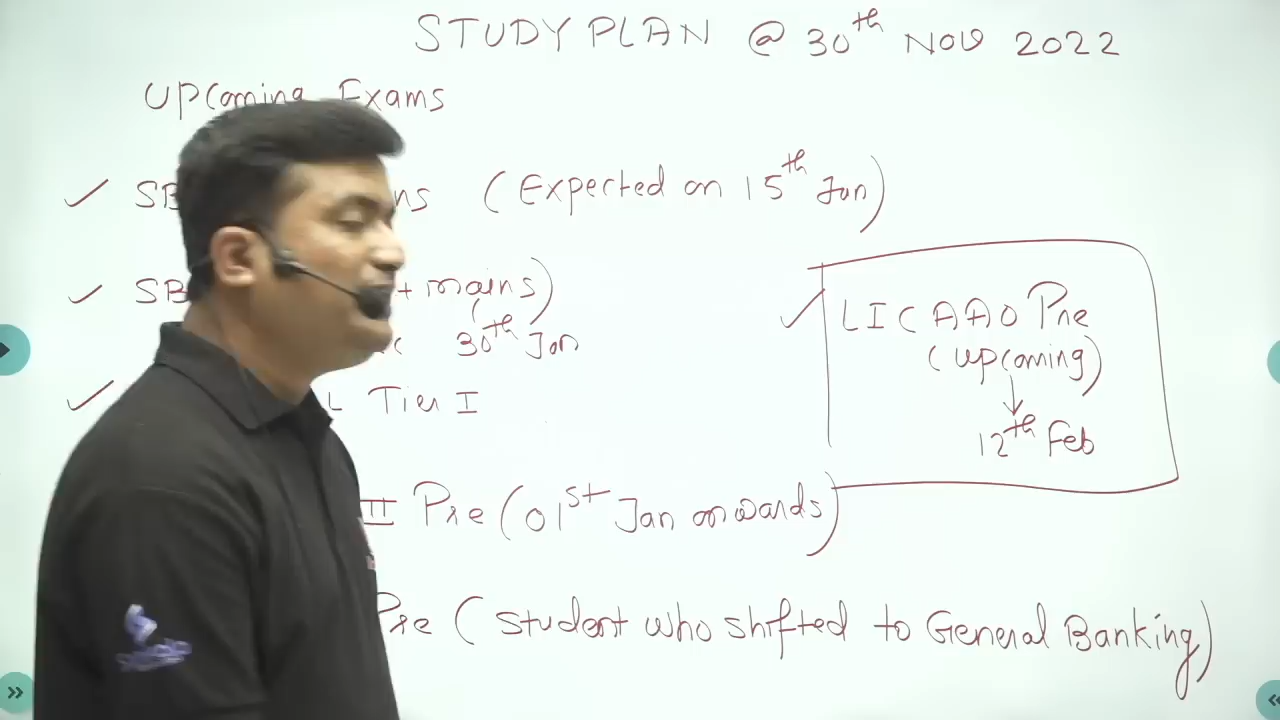 STUDY PLAN @ 30th NOV 2022
Upcoming Exams
SB ns (Expected on 15th Jan)
SB + mains)
30th Jan
L Tier I
LIC AAO Pre
(upcoming)
12th Feb
II Pre (01st Jan onwards)
Pre (Student who shifted to General Banking)